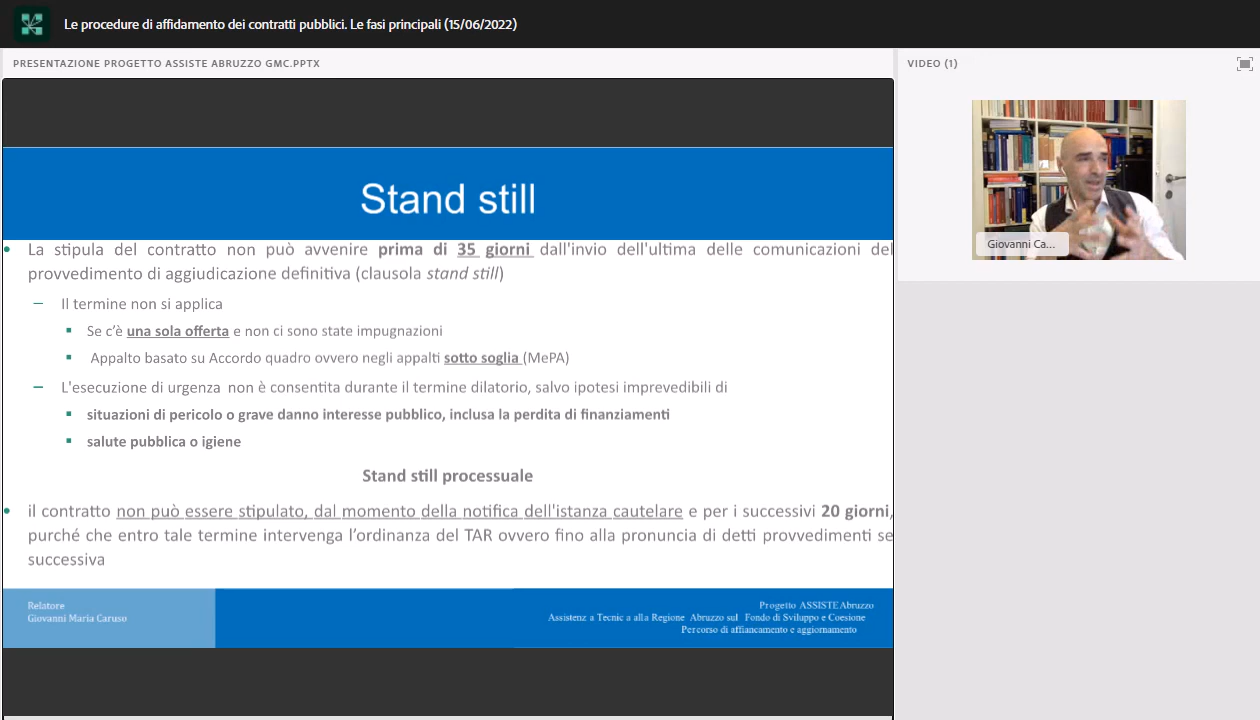 Le procedure di affidamento dei contratti pubblici. Le fasi principali (15/06/2022)
PRESENTAZIONE PROGETTO ASSISTE ABRUZZO GMC.PPTX
VIDEO (1)
Giovanni Ca...
Stand still
• La stipula del contratto non può avvenire prima di 35 giorni dall'invio dell'ultima delle comunicazioni del
provvedimento di aggiudicazione definitiva (clausola stand still)
– Il termine non si applica
▪ Se c'è una sola offerta e non ci sono state impugnazioni
▪ Appalto basato su Accordo quadro ovvero negli appalti sotto soglia (MePA)
– L'esecuzione di urgenza non è consentita durante il termine dilatorio, salvo ipotesi imprevedibili di
▪ situazioni di pericolo o grave danno interesse pubblico, inclusa la perdita di finanziamenti
▪ salute pubblica o igiene
Stand still processuale
• il contratto non può essere stipulato, dal momento della notifica dell'istanza cautelare e per i successivi 20 giorni,
purché che entro tale termine intervenga l'ordinanza del TAR ovvero fino alla pronuncia di detti provvedimenti se
successiva
Relatore
Giovanni Maria Caruso
Progetto ASSISTE Abruzzo
Assistenz a Tecnic a alla Regione Abruzzo sul Fondo di Sviluppo e Coesione
Percorso di affiancamento e aggiornamento